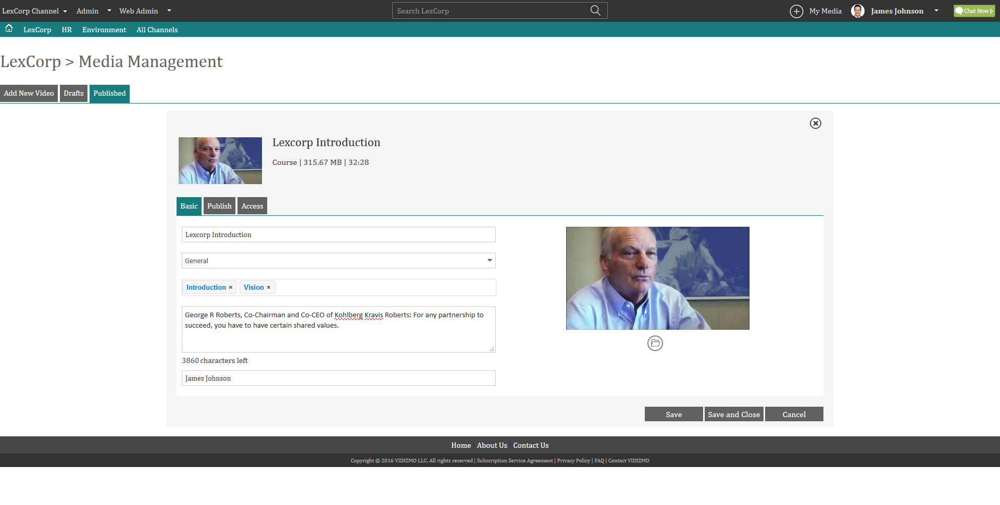 LexCorp Channel Admin Web Admin Search LexCorp My Media James Johnson Chat Now
LexCorp HR Environment All Channels
LexCorp > Media Management
Add New Video Drafts Published
Lexcorp Introduction
Course | 315.67 MB | 32:28
Basic Publish Access
Lexcorp Introduction
General
Introduction × Vision ×
George R Roberts, Co-Chairman and Co-CEO of Kohlberg Kravis Roberts: For any partnership to
succeed, you have to have certain shared values.
3860 characters left
James Johnson
Save Save and Close Cancel
Home About Us Contact Us
Copyright © 2016 VIDIZMO LLC. All rights reserved | Subscription Service Agreement | Privacy Policy | FAQ | Contact VIDIZMO